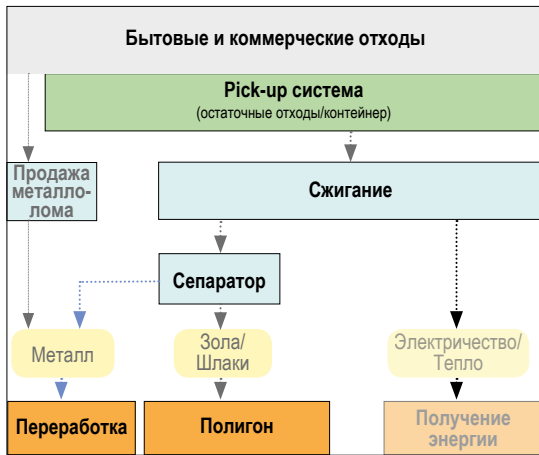 Бытовые и коммерческие отходы
Pick-up система
(остаточные отходы/контейнер)
Продажа
металло-
лома
Сжигание
Сепаратор
Металл
Зола/
Шлаки
Электричество/
Тепло
Переработка
Полигон
Получение
энергии